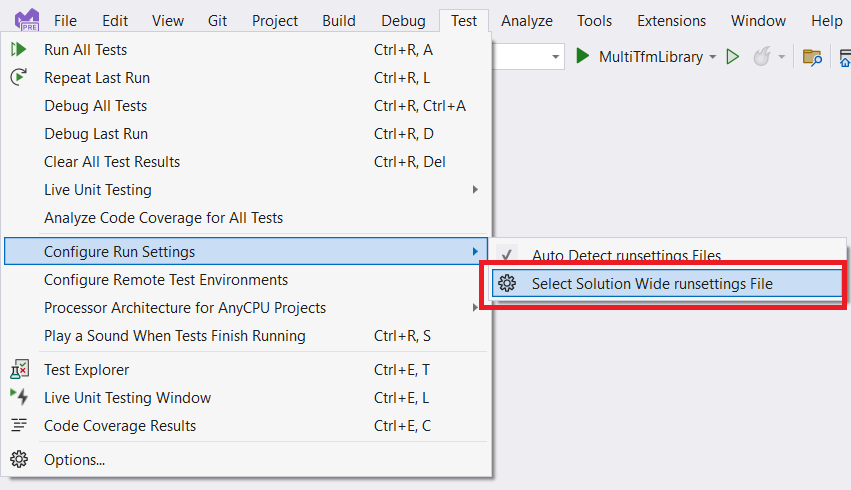 PRE File Edit View Git Project Build Debug Test Analyze Tools Extensions Window Help
MultiTfmLibrary
Run All Tests Ctrl+R, A
Repeat Last Run Ctrl+R, L
Debug All Tests Ctrl+R, Ctrl+A
Debug Last Run Ctrl+R, D
Clear All Test Results Ctrl+R, Del
Live Unit Testing
Analyze Code Coverage for All Tests
Configure Run Settings
Auto Detect runsettings Files
Configure Remote Test Environments
Select Solution Wide runsettings File
Processor Architecture for AnyCPU Projects
Play a Sound When Tests Finish Running Ctrl+R, S
Test Explorer Ctrl+E, T
Live Unit Testing Window Ctrl+E, L
Code Coverage Results Ctrl+E, C
Options...